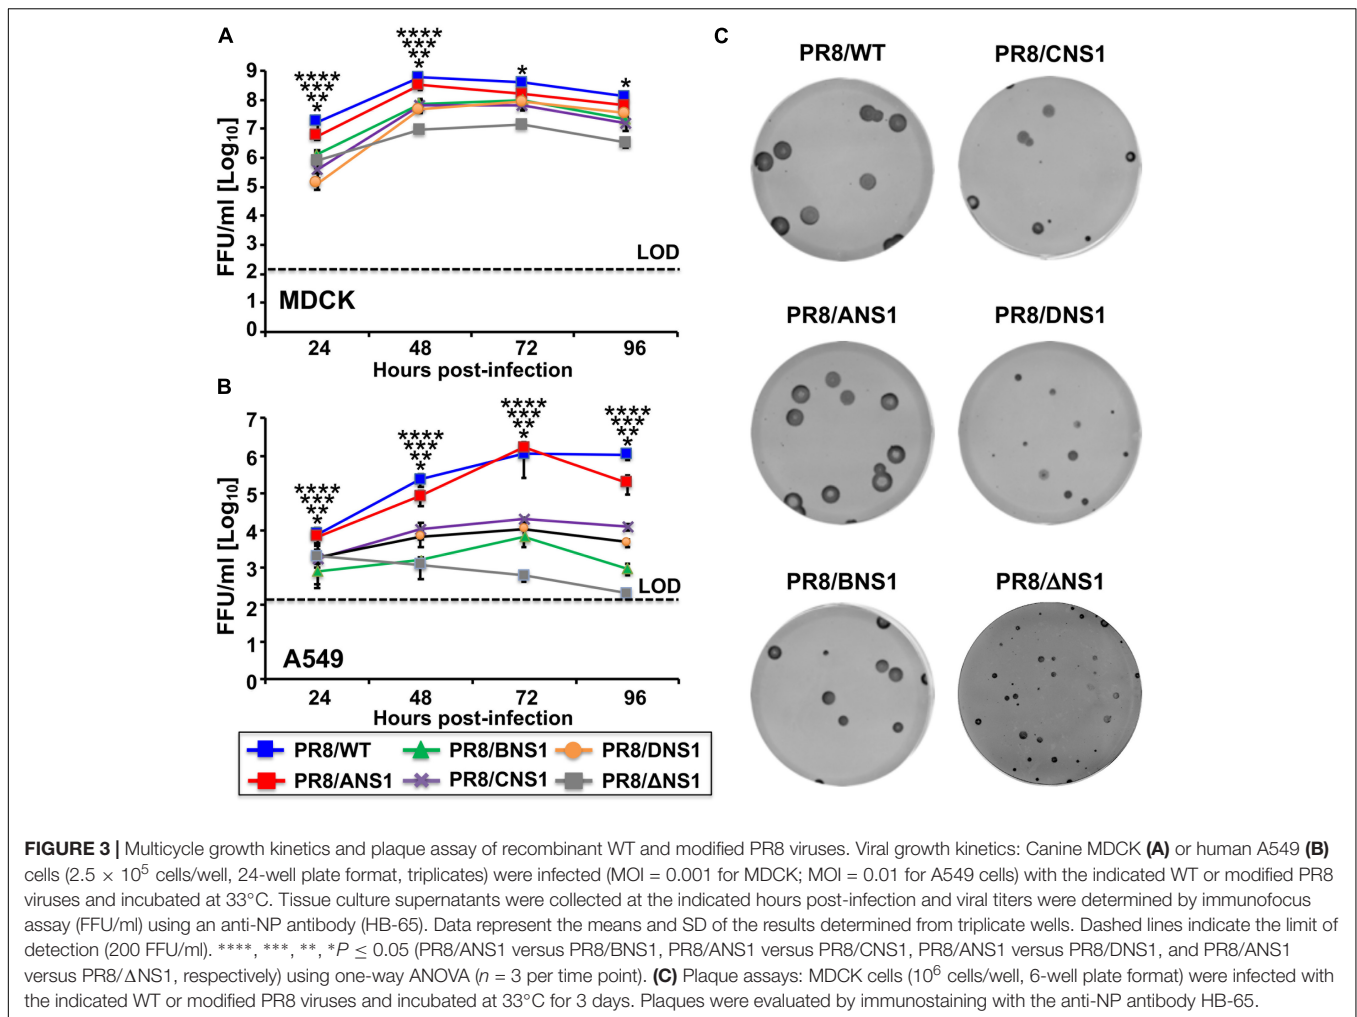 A
****
***
**
*
****
***
**
*
*
*
FFU/ml [Log10]
9
8
7
6
5
4
3
2
1
0
LOD
MDCK
24 48 72 96
Hours post-infection
B
****
***
**
*
****
***
**
*
****
***
**
*
****
***
**
*
FFU/ml [Log10]
7
6
5
4
3
2
1
0
LOD
A549
24 48 72 96
Hours post-infection
PR8/WT PR8/BNS1 PR8/DNS1
PR8/ANS1 PR8/CNS1 PR8/ΔNS1
C
PR8/WT PR8/CNS1
PR8/ANS1 PR8/DNS1
PR8/BNS1 PR8/ΔNS1
FIGURE 3 | Multicycle growth kinetics and plaque assay of recombinant WT and modified PR8 viruses. Viral growth kinetics: Canine MDCK (A) or human A549 (B)
cells (2.5 × 10⁵ cells/well, 24-well plate format, triplicates) were infected (MOI = 0.001 for MDCK; MOI = 0.01 for A549 cells) with the indicated WT or modified PR8
viruses and incubated at 33°C. Tissue culture supernatants were collected at the indicated hours post-infection and viral titers were determined by immunofocus
assay (FFU/ml) using an anti-NP antibody (HB-65). Data represent the means and SD of the results determined from triplicate wells. Dashed lines indicate the limit of
detection (200 FFU/ml). ****, ***, **, *P ≤ 0.05 (PR8/ANS1 versus PR8/BNS1, PR8/ANS1 versus PR8/CNS1, PR8/ANS1 versus PR8/DNS1, and PR8/ANS1
versus PR8/ΔNS1, respectively) using one-way ANOVA (n = 3 per time point). (C) Plaque assays: MDCK cells (10⁶ cells/well, 6-well plate format) were infected with
the indicated WT or modified PR8 viruses and incubated at 33°C for 3 days. Plaques were evaluated by immunostaining with the anti-NP antibody HB-65.